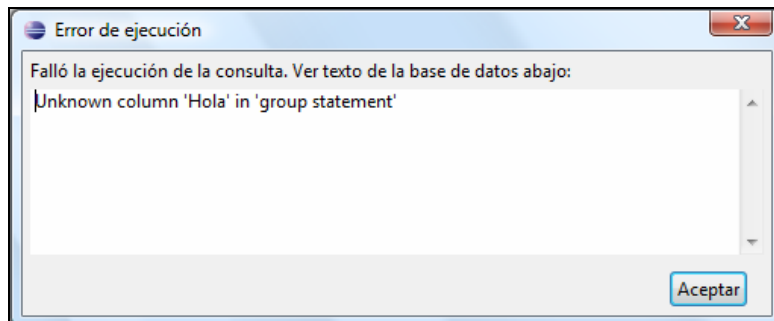 Error de ejecución
Falló la ejecución de la consulta. Ver texto de la base de datos abajo:
Unknown column 'Hola' in 'group statement'
Aceptar